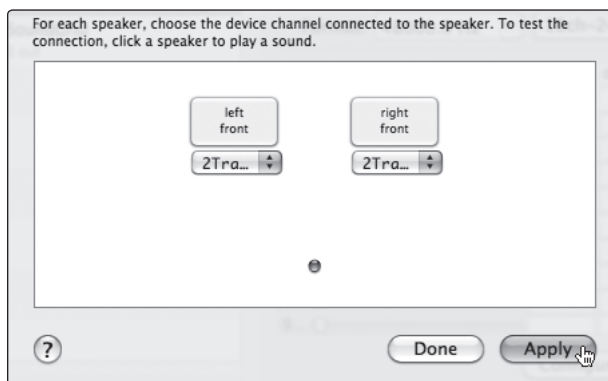 For each speaker, choose the device channel connected to the speaker. To test the
connection, click a speaker to play a sound.
left
front
right
front
2Tra...
2Tra...
?
Done
Apply